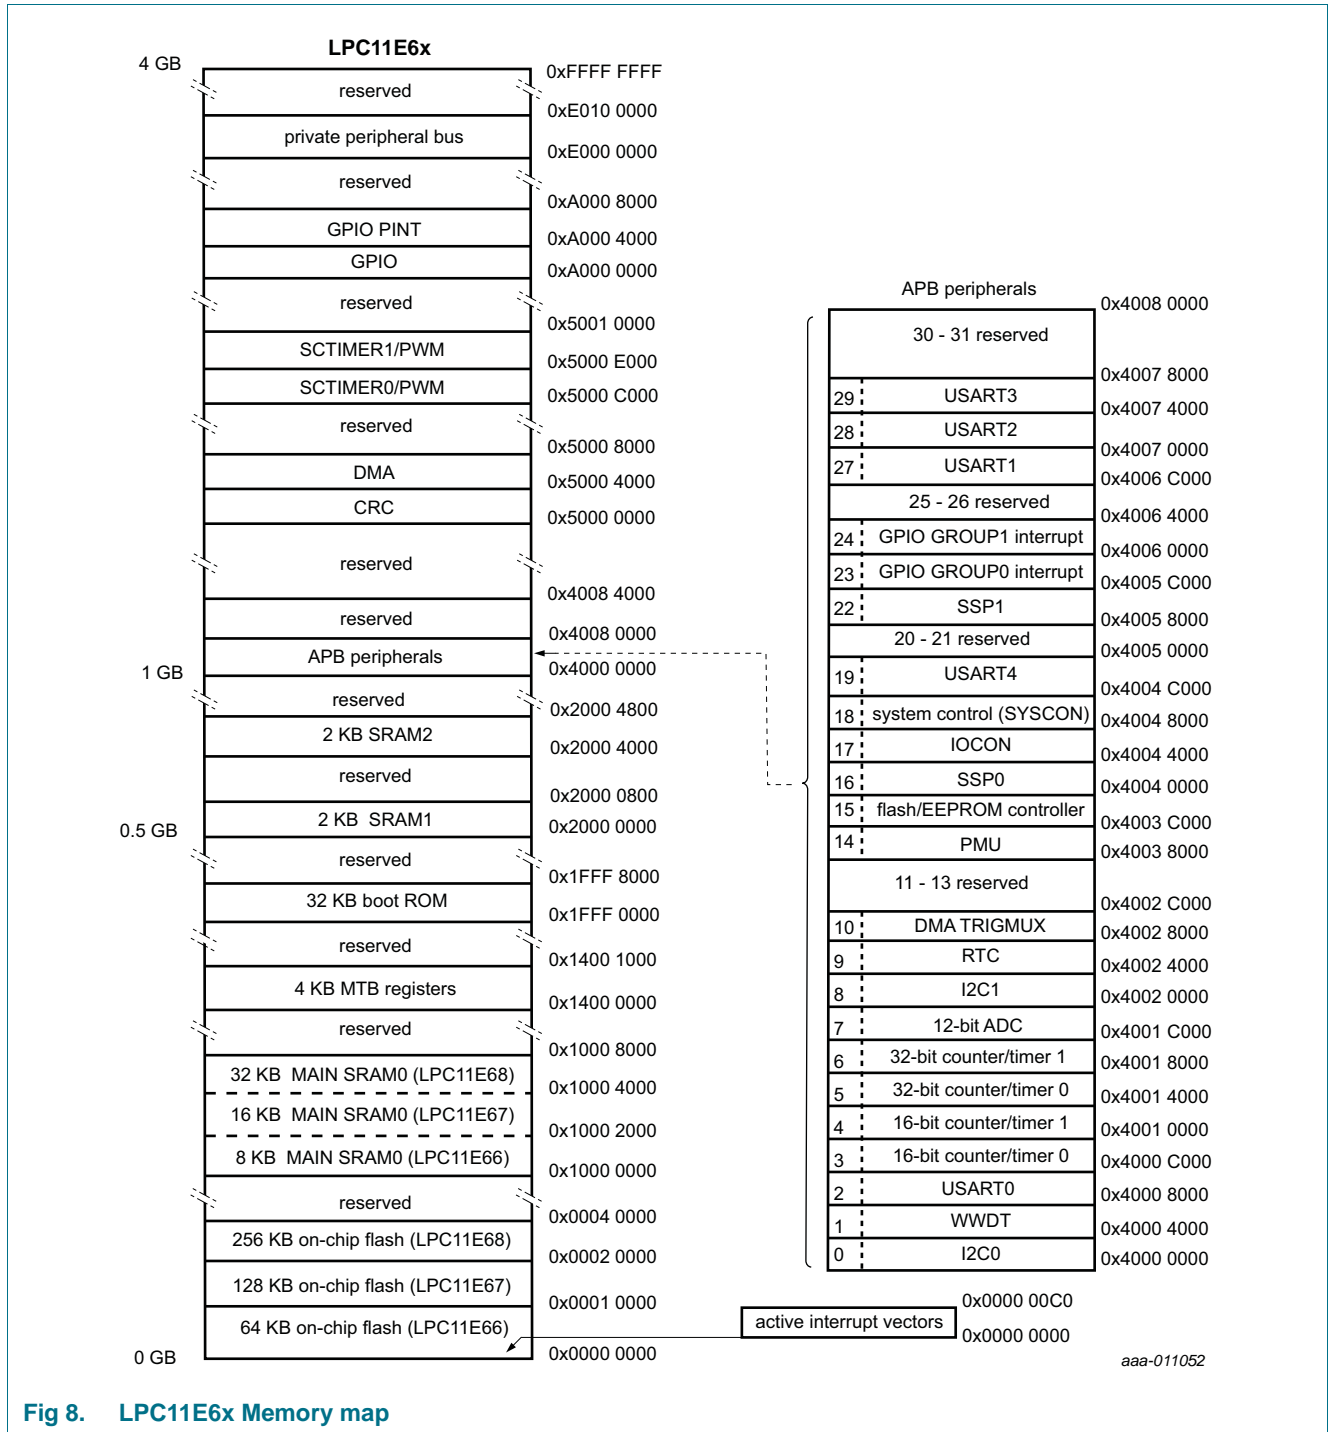 LPC11E6x
4 GB
0xFFFF FFFF
reserved
0xE010 0000
private peripheral bus
0xE000 0000
reserved
0xA000 8000
GPIO PINT
0xA000 4000
GPIO
0xA000 0000
reserved
0x5001 0000
SCTIMER1/PWM
0x5000 E000
SCTIMER0/PWM
0x5000 C000
reserved
0x5000 8000
DMA
0x5000 4000
CRC
0x5000 0000
reserved
0x4008 4000
reserved
0x4008 0000
APB peripherals
1 GB
0x4000 0000
reserved
0x2000 4800
2 KB SRAM2
0x2000 4000
reserved
0x2000 0800
2 KB SRAM1
0.5 GB
0x2000 0000
reserved
0x1FFF 8000
32 KB boot ROM
0x1FFF 0000
reserved
0x1400 1000
4 KB MTB registers
0x1400 0000
reserved
0x1000 8000
32 KB MAIN SRAM0 (LPC11E68)
0x1000 4000
16 KB MAIN SRAM0 (LPC11E67)
0x1000 2000
8 KB MAIN SRAM0 (LPC11E66)
0x1000 0000
reserved
0x0004 0000
256 KB on-chip flash (LPC11E68)
0x0002 0000
128 KB on-chip flash (LPC11E67)
0x0001 0000
64 KB on-chip flash (LPC11E66)
0 GB
0x0000 0000
APB peripherals
0x4008 0000
30 - 31 reserved
0x4007 8000
29 USART3
0x4007 4000
28 USART2
0x4007 0000
27 USART1
0x4006 C000
25 - 26 reserved
0x4006 4000
24 GPIO GROUP1 interrupt
0x4006 0000
23 GPIO GROUP0 interrupt
0x4005 C000
22 SSP1
0x4005 8000
20 - 21 reserved
0x4005 0000
19 USART4
0x4004 C000
18 system control (SYSCON)
0x4004 8000
17 IOCON
0x4004 4000
16 SSP0
0x4004 0000
15 flash/EEPROM controller
0x4003 C000
14 PMU
0x4003 8000
11 - 13 reserved
0x4002 C000
10 DMA TRIGMUX
0x4002 8000
9 RTC
0x4002 4000
8 I2C1
0x4002 0000
7 12-bit ADC
0x4001 C000
6 32-bit counter/timer 1
0x4001 8000
5 32-bit counter/timer 0
0x4001 4000
4 16-bit counter/timer 1
0x4001 0000
3 16-bit counter/timer 0
0x4000 C000
2 USART0
0x4000 8000
1 WWDT
0x4000 4000
0 I2C0
0x4000 0000
0x0000 00C0
active interrupt vectors
0x0000 0000
aaa-011052
Fig 8. LPC11E6x Memory map